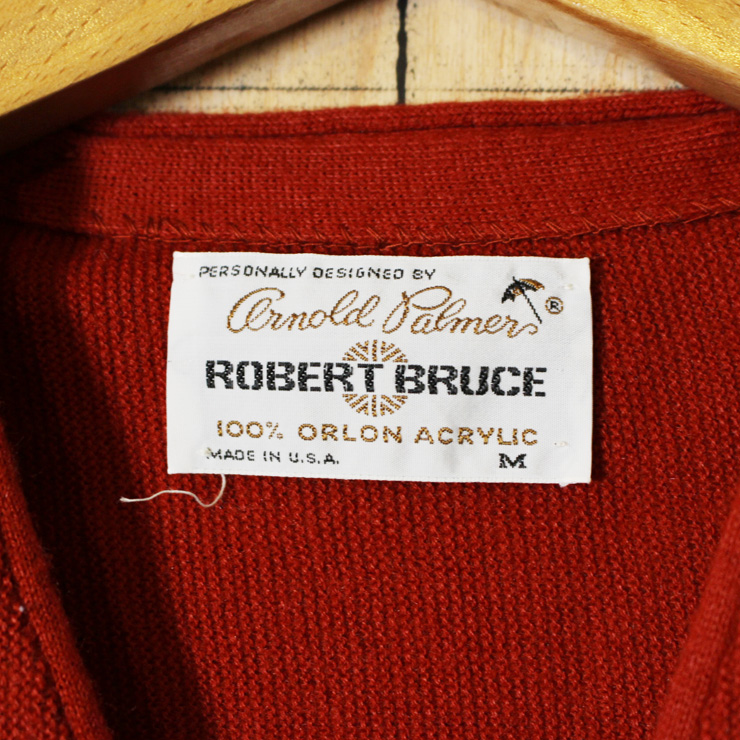 PERSONALLY DESIGNED BY
Arnold Palmer ®
ROBERT BRUCE
100% ORLON ACRYLIC
MADE IN U.S.A. M